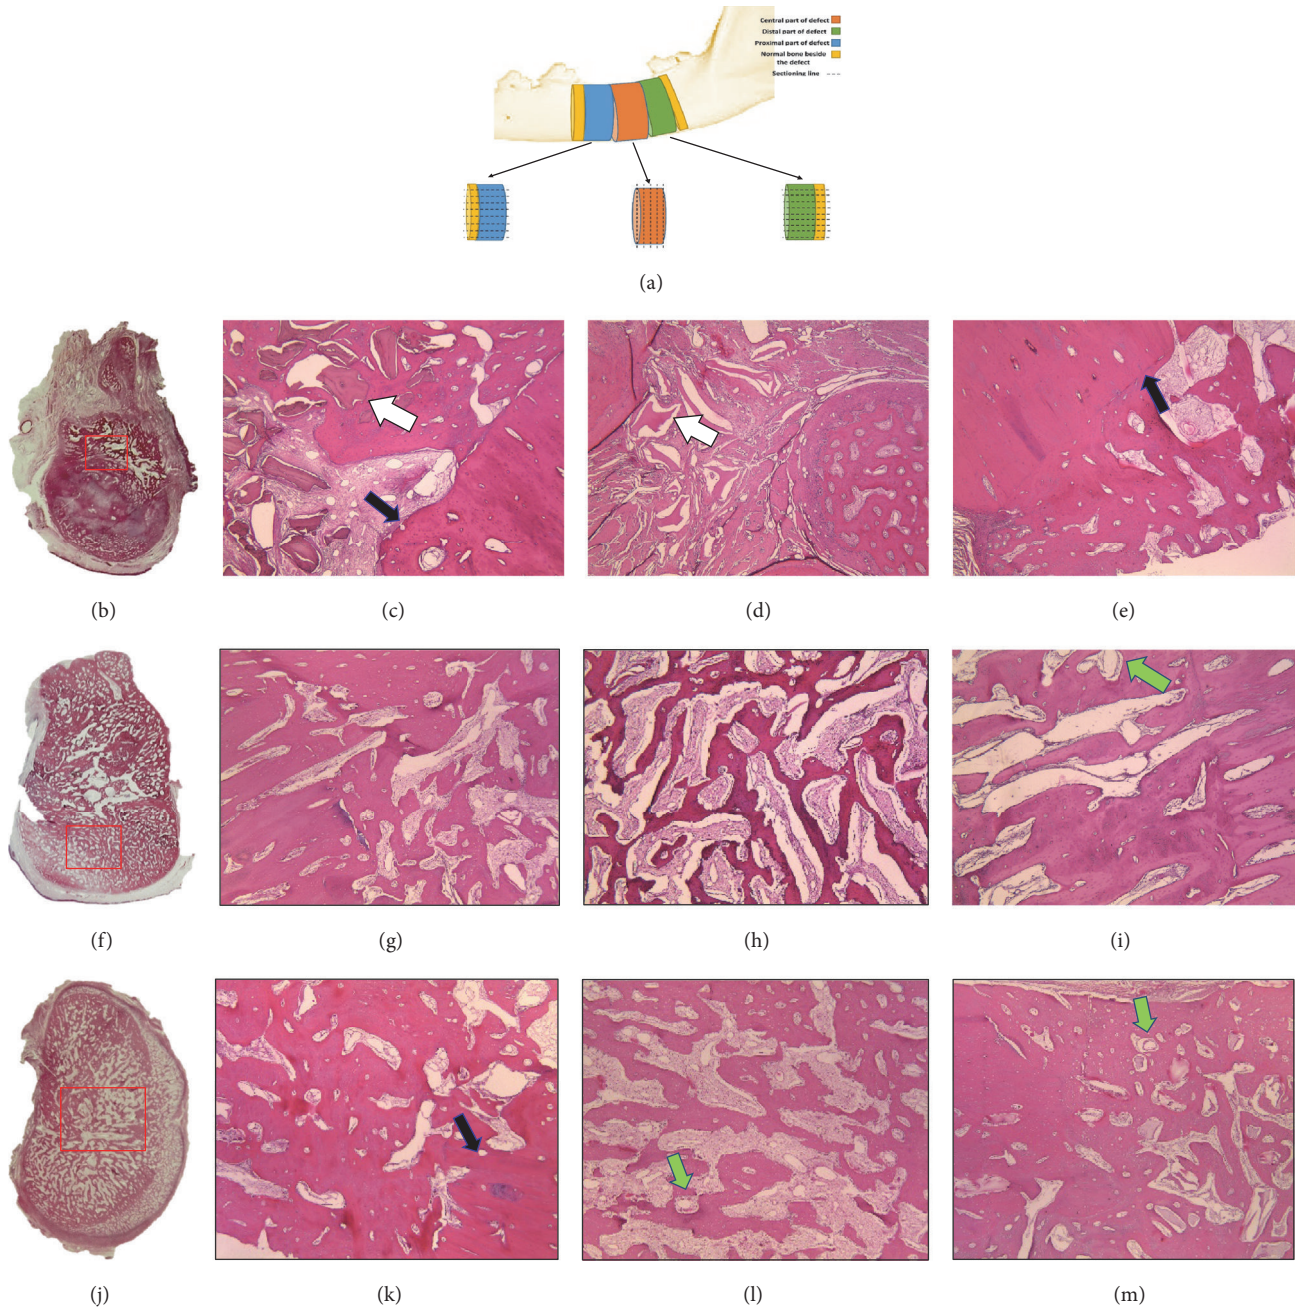 Central part of defect
Distal part of defect
Proximal part of defect
Normal bone beside
the defect
Sectioning line
(a)
(b)
(c)
(d)
(e)
(f)
(g)
(h)
(i)
(j)
(k)
(l)
(m)